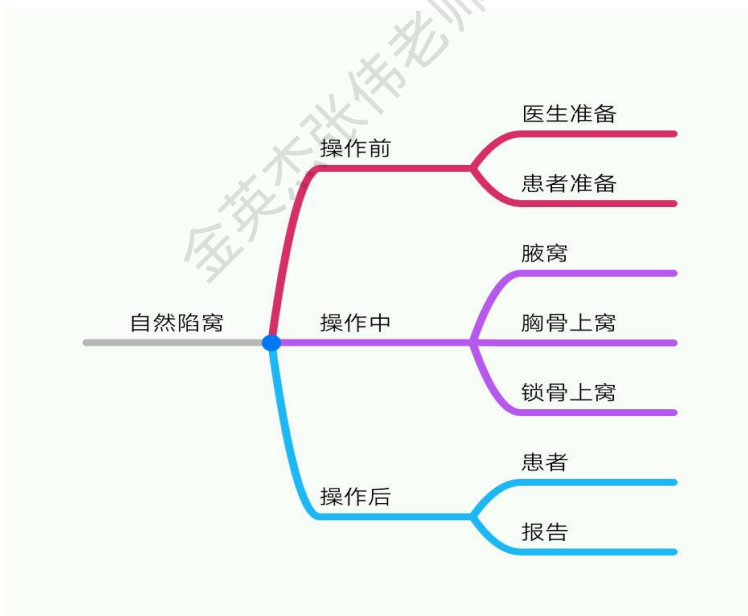 金英杰张伟老师
医生准备
操作前
患者准备
腋窝
自然陷窝
操作中
胸骨上窝
锁骨上窝
患者
操作后
报告